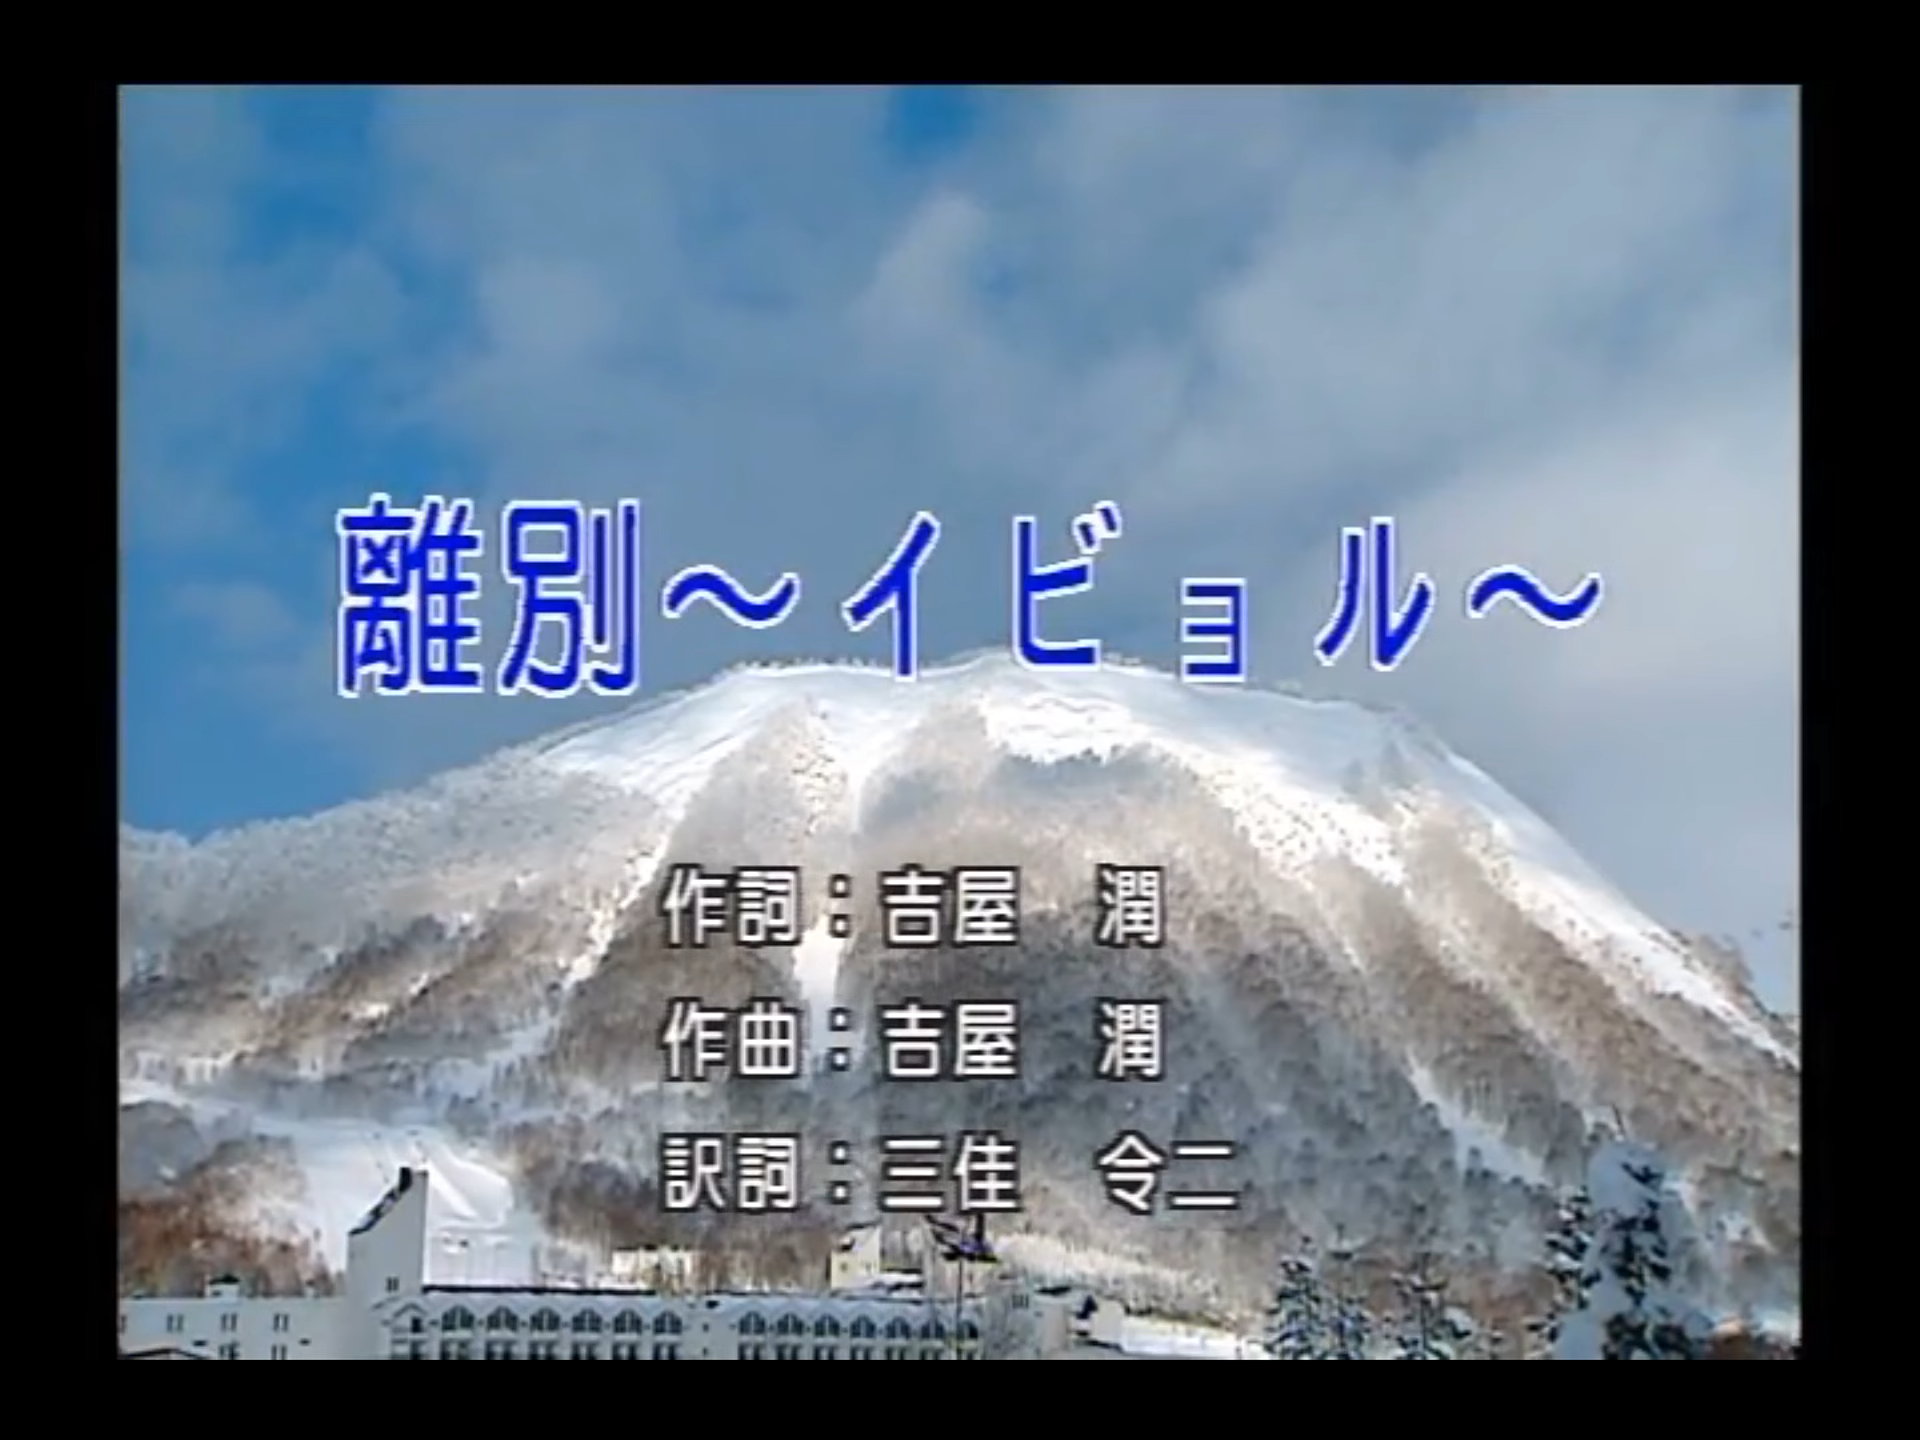 離別～イビョル～
作詞：吉屋　潤
作曲：吉屋　潤
訳詞：三佳　令二